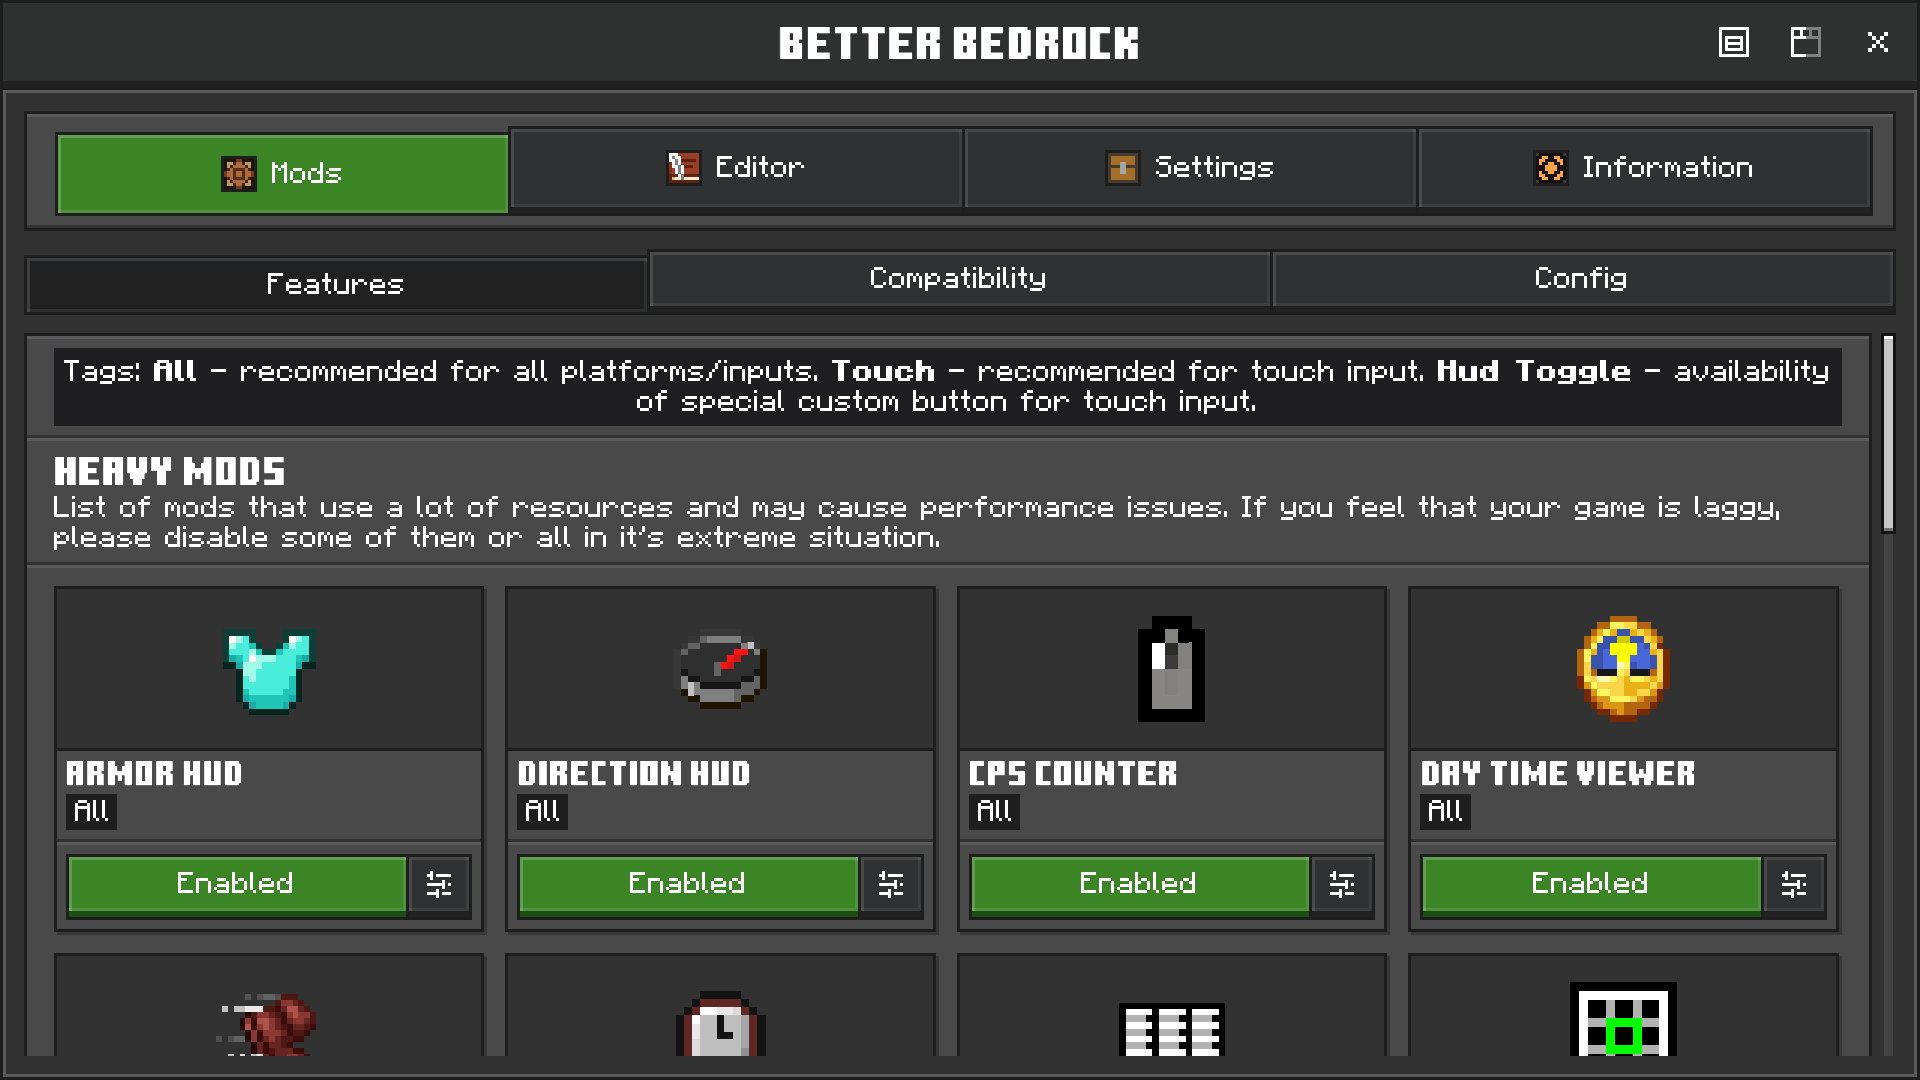 BETTER BEDROCK
Mods
Editor
Settings
Information
Features
Compatibility
Config
Tags: All - recommended for all platforms/inputs. Touch - recommended for touch input. Hud Toggle - availability
of special custom button for touch input.
HEAVY MODS
List of mods that use a lot of resources and may cause performance issues. If you feel that your game is laggy,
please disable some of them or all in it's extreme situation.
ARMOR HUD
All
Enabled
DIRECTION HUD
All
Enabled
CPS COUNTER
All
Enabled
DAY TIME VIEWER
All
Enabled